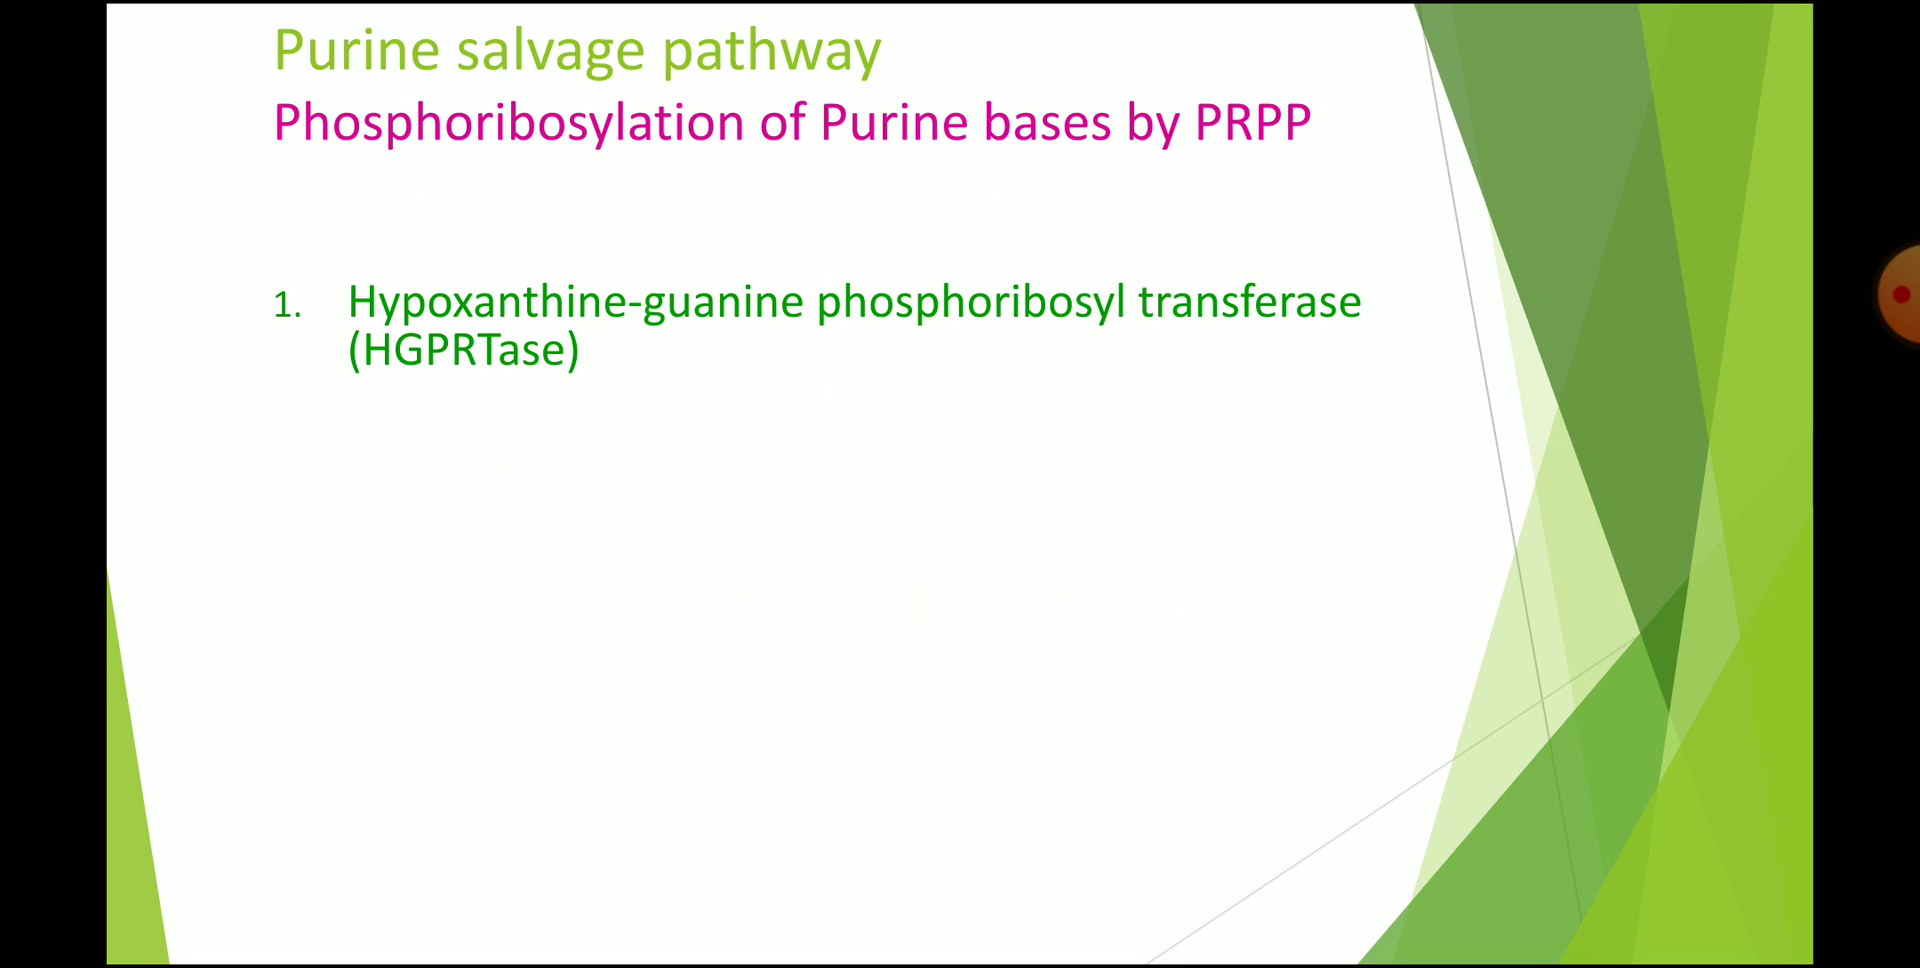 Purine salvage pathway
Phosphoribosylation of Purine bases by PRPP
1. Hypoxanthine-guanine phosphoribosyl transferase
(HGPRTase)